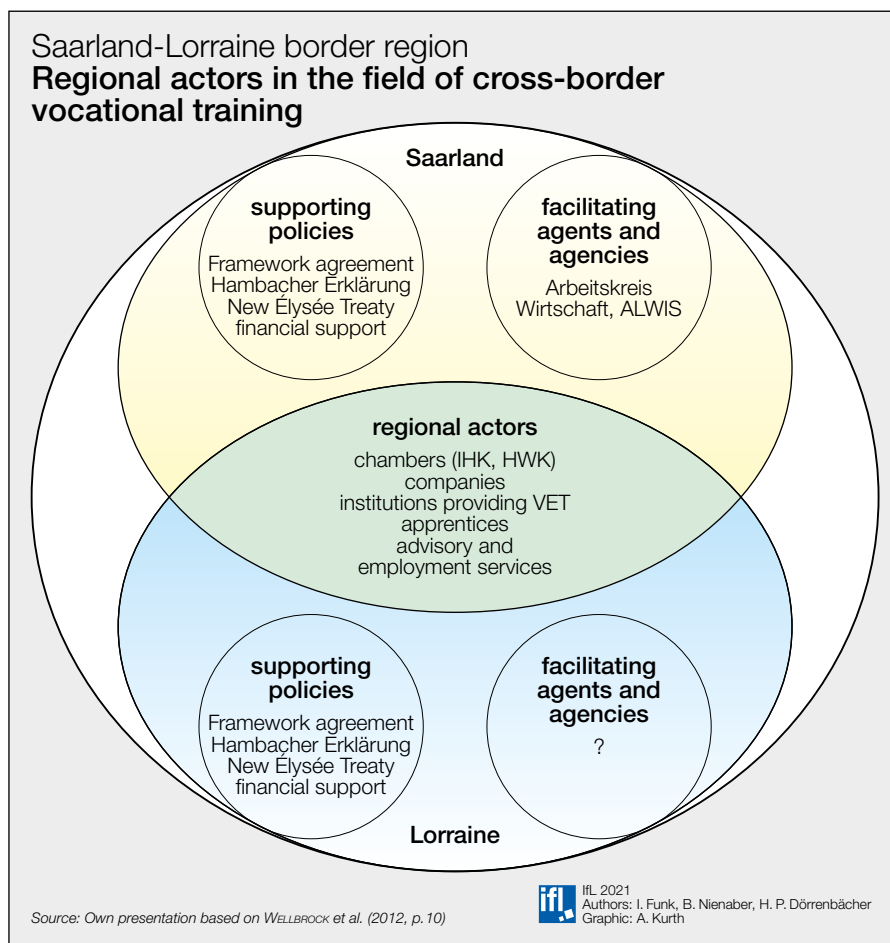 Saarland-Lorraine border region
Regional actors in the field of cross-border
vocational training
Saarland
supporting
policies
Framework agreement
Hambacher Erklärung
New Élysée Treaty
financial support
facilitating
agents and
agencies
Arbeitskreis
Wirtschaft, ALWIS
regional actors
chambers (IHK, HWK)
companies
institutions providing VET
apprentices
advisory and
employment services
supporting
policies
Framework agreement
Hambacher Erklärung
New Élysée Treaty
financial support
facilitating
agents and
agencies
?
Lorraine
Source: Own presentation based on WELLBROCK et al. (2012, p.10)
ifl
IfL 2021
Authors: I. Funk, B. Nienaber, H. P. Dörrenbächer
Graphic: A. Kurth